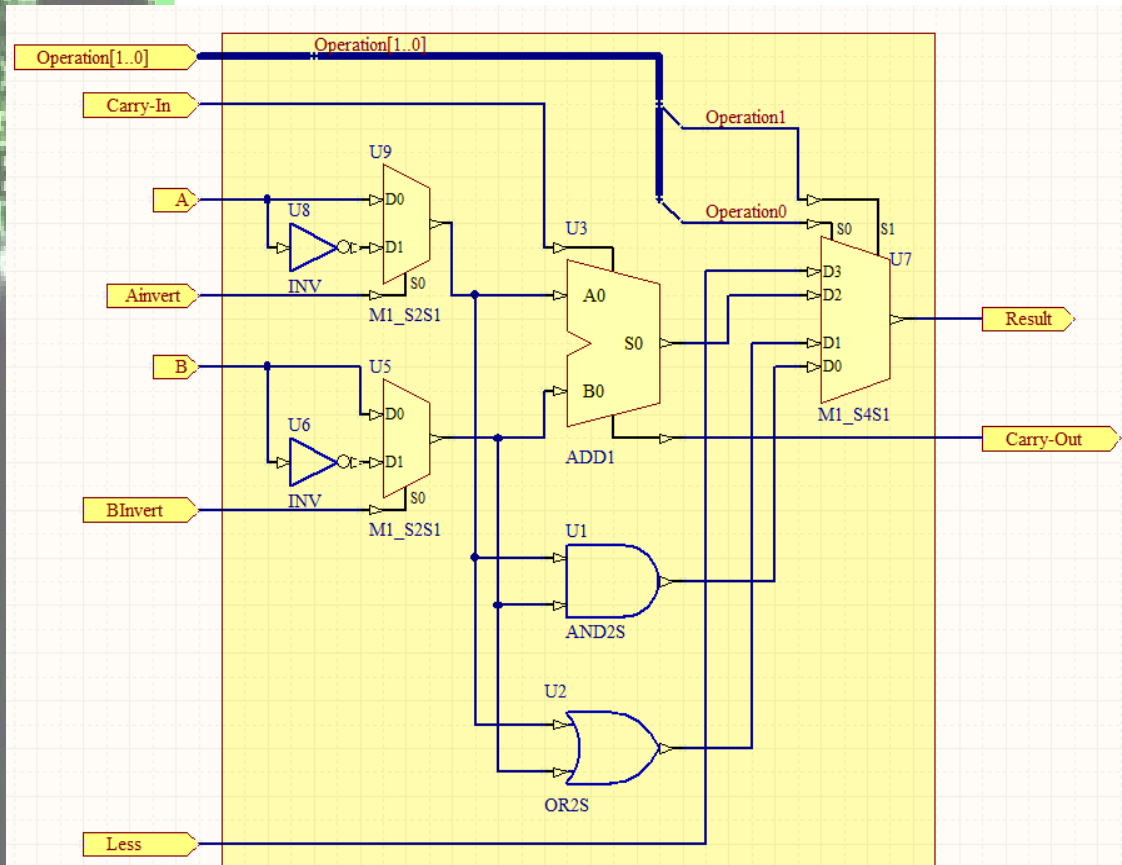 Operation[1..0]
Operation[1..0]
Carry-In
Operation1
U9
A
D0
U8
Operation0
U3
S0
S1
D1
U7
INV
S0
D3
Ainvert
A0
D2
M1_S2S1
Result
S0
D1
B
U5
D0
B0
D0
U6
M1_S4S1
Carry-Out
D1
ADD1
INV
S0
BInvert
M1_S2S1
U1
AND2S
U2
OR2S
Less